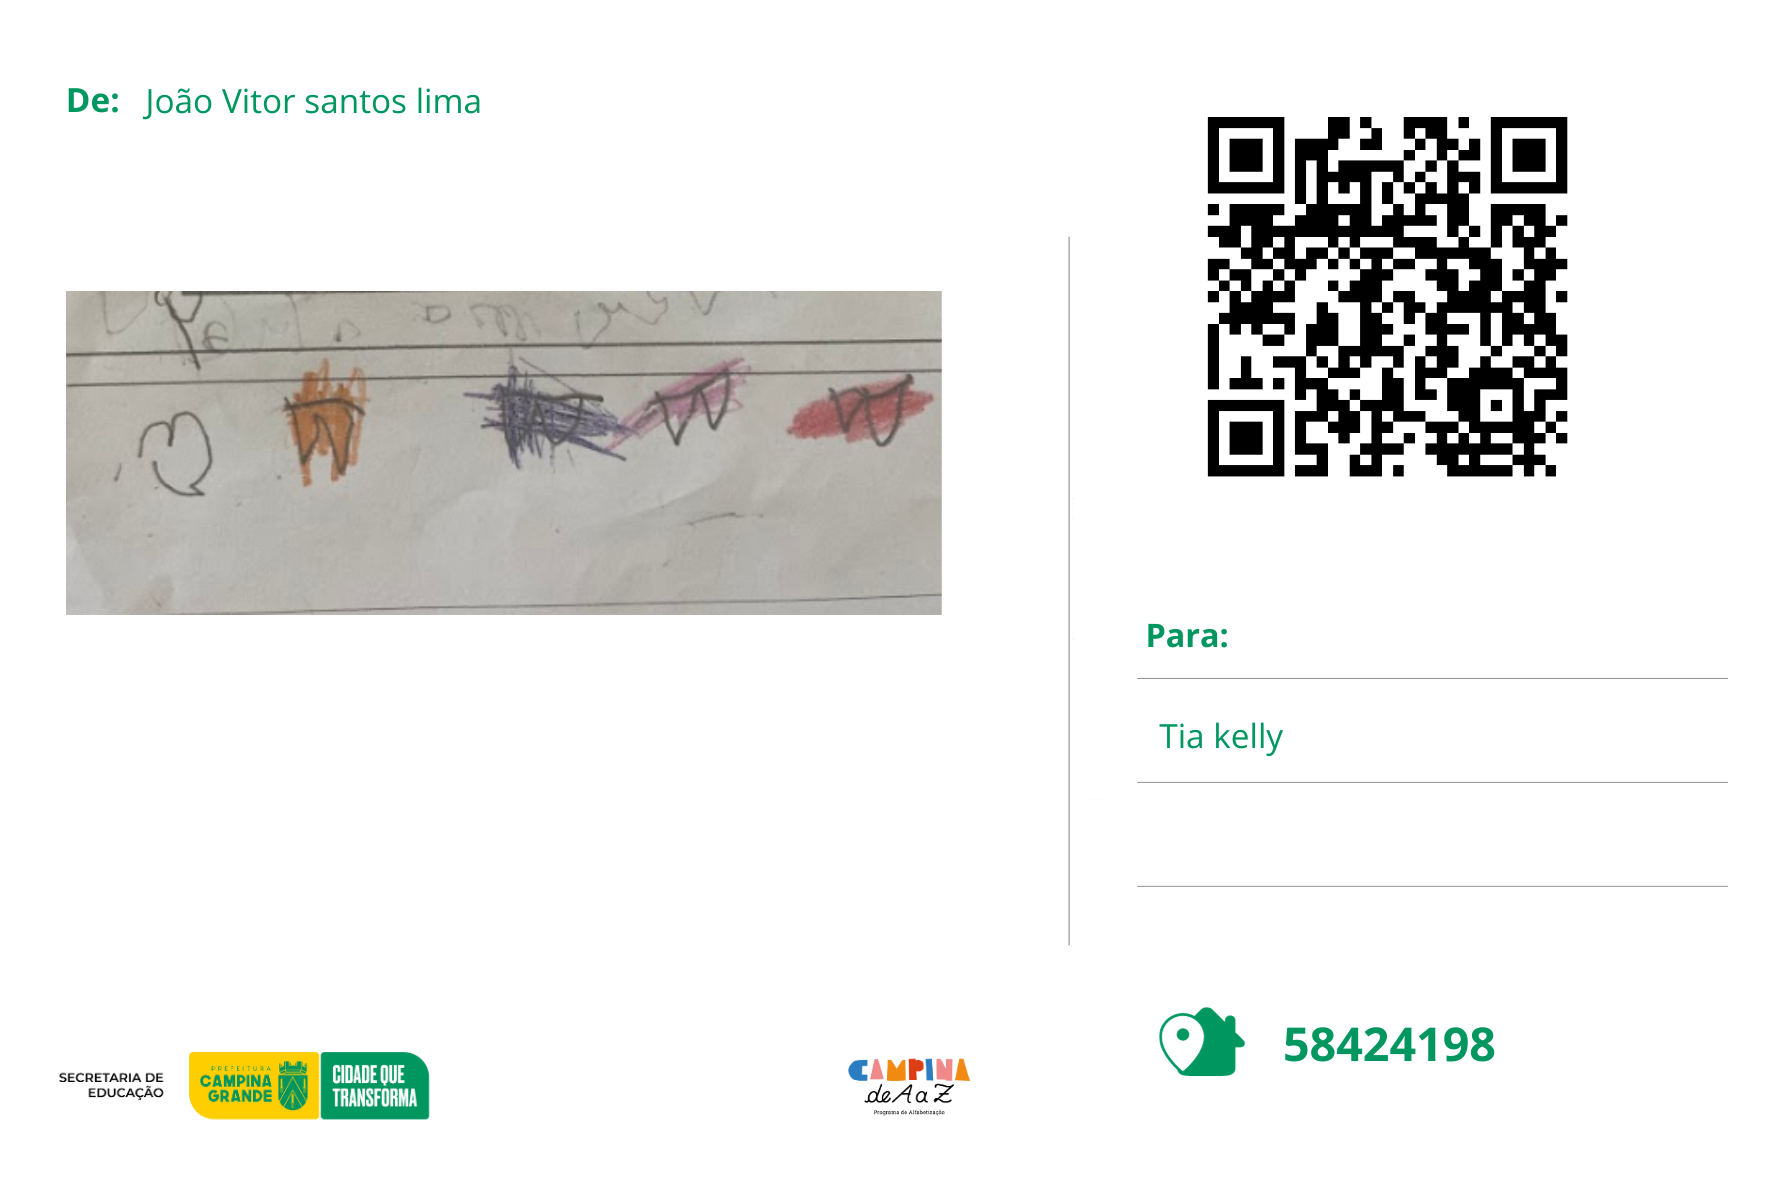 De: João Vitor santos lima
Para:
Tia kelly
58424198
SECRETARIA DE
EDUCAÇÃO
PREFEITURA
CAMPINA
GRANDE
CIDADE QUE
TRANSFORMA
CAMPINA
de A a Z
Programa de Alfabetização